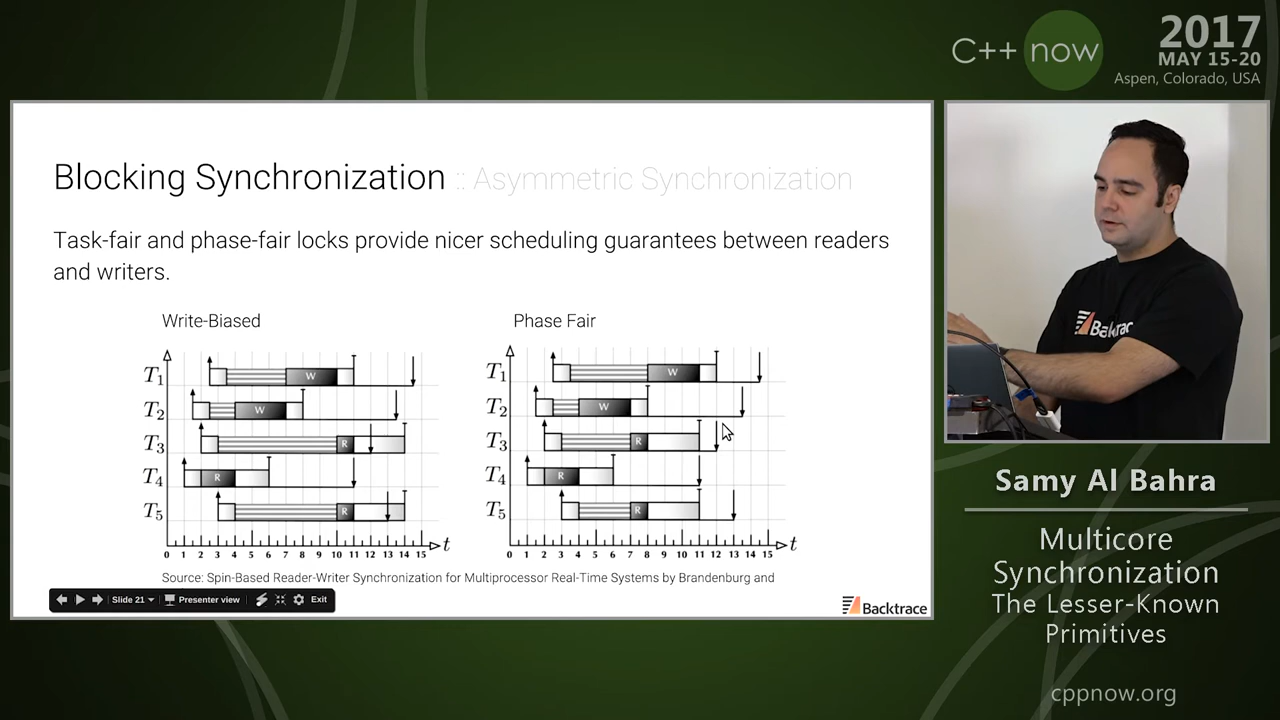 C++ now
2017
MAY 15-20
Aspen, Colorado, USA
Blocking Synchronization :: Asymmetric Synchronization
Task-fair and phase-fair locks provide nicer scheduling guarantees between readers
and writers.
Write-Biased
T1 W
T2 W
T3 R
T4 R
T5 R
0 1 2 3 4 5 6 7 8 9 10 11 12 13 14 15 t
Phase Fair
T1 W
T2 W
T3 R
T4 R
T5 R
0 1 2 3 4 5 6 7 8 9 10 11 12 13 14 15 t
Source: Spin-Based Reader-Writer Synchronization for Multiprocessor Real-Time Systems by Brandenburg and
Slide 21 Presenter view Exit
Backtrace
Samy Al Bahra
Multicore
Synchronization
The Lesser-Known
Primitives
cppnow.org